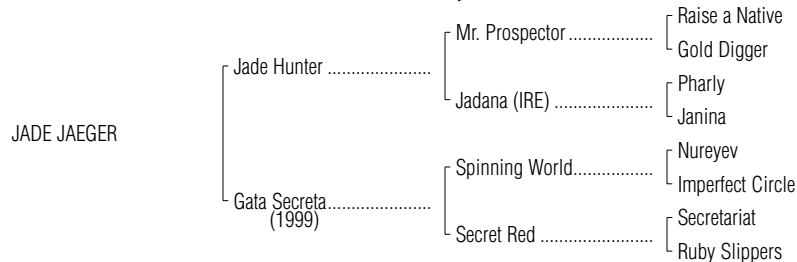 Raise a Native
Mr. Prospector ....................
Gold Digger
Jade Hunter .........................
Pharly
Jadana (IRE) .......................
Janina
JADE JAEGER
Nureyev
Spinning World...................
Imperfect Circle
Gata Secreta.........................
(1999)
Secretariat
Secret Red ..........................
Ruby Slippers